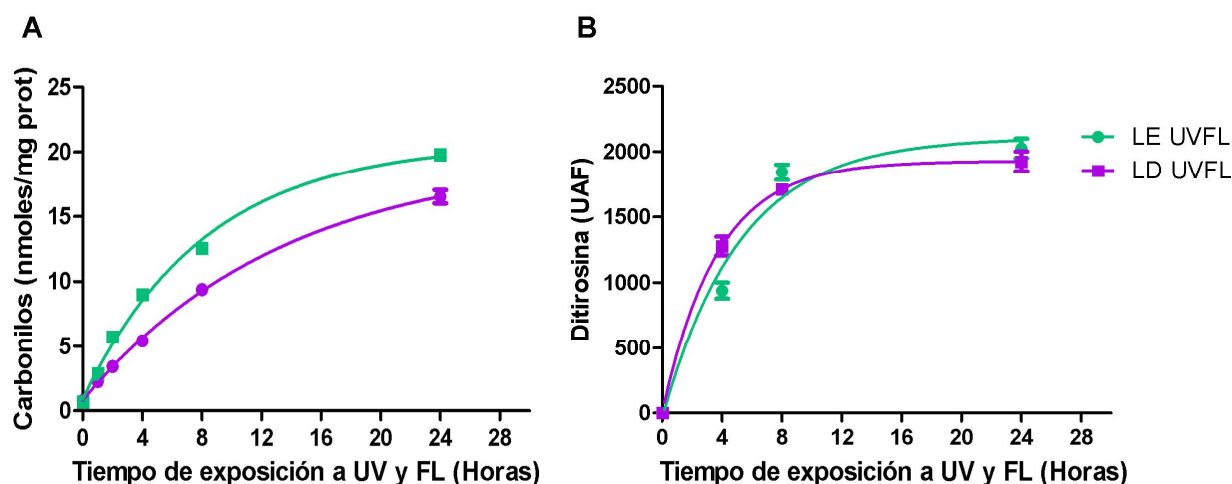 A
Carbonilos (nmoles/mg prot)
25
20
15
10
5
0
0 4 8 12 16 20 24 28
Tiempo de exposición a UV y FL (Horas)
B
Ditirosina (UAF)
2500
2000
1500
1000
500
0
0 4 8 12 16 20 24 28
Tiempo de exposición a UV y FL (Horas)
LE UVFL
LD UVFL